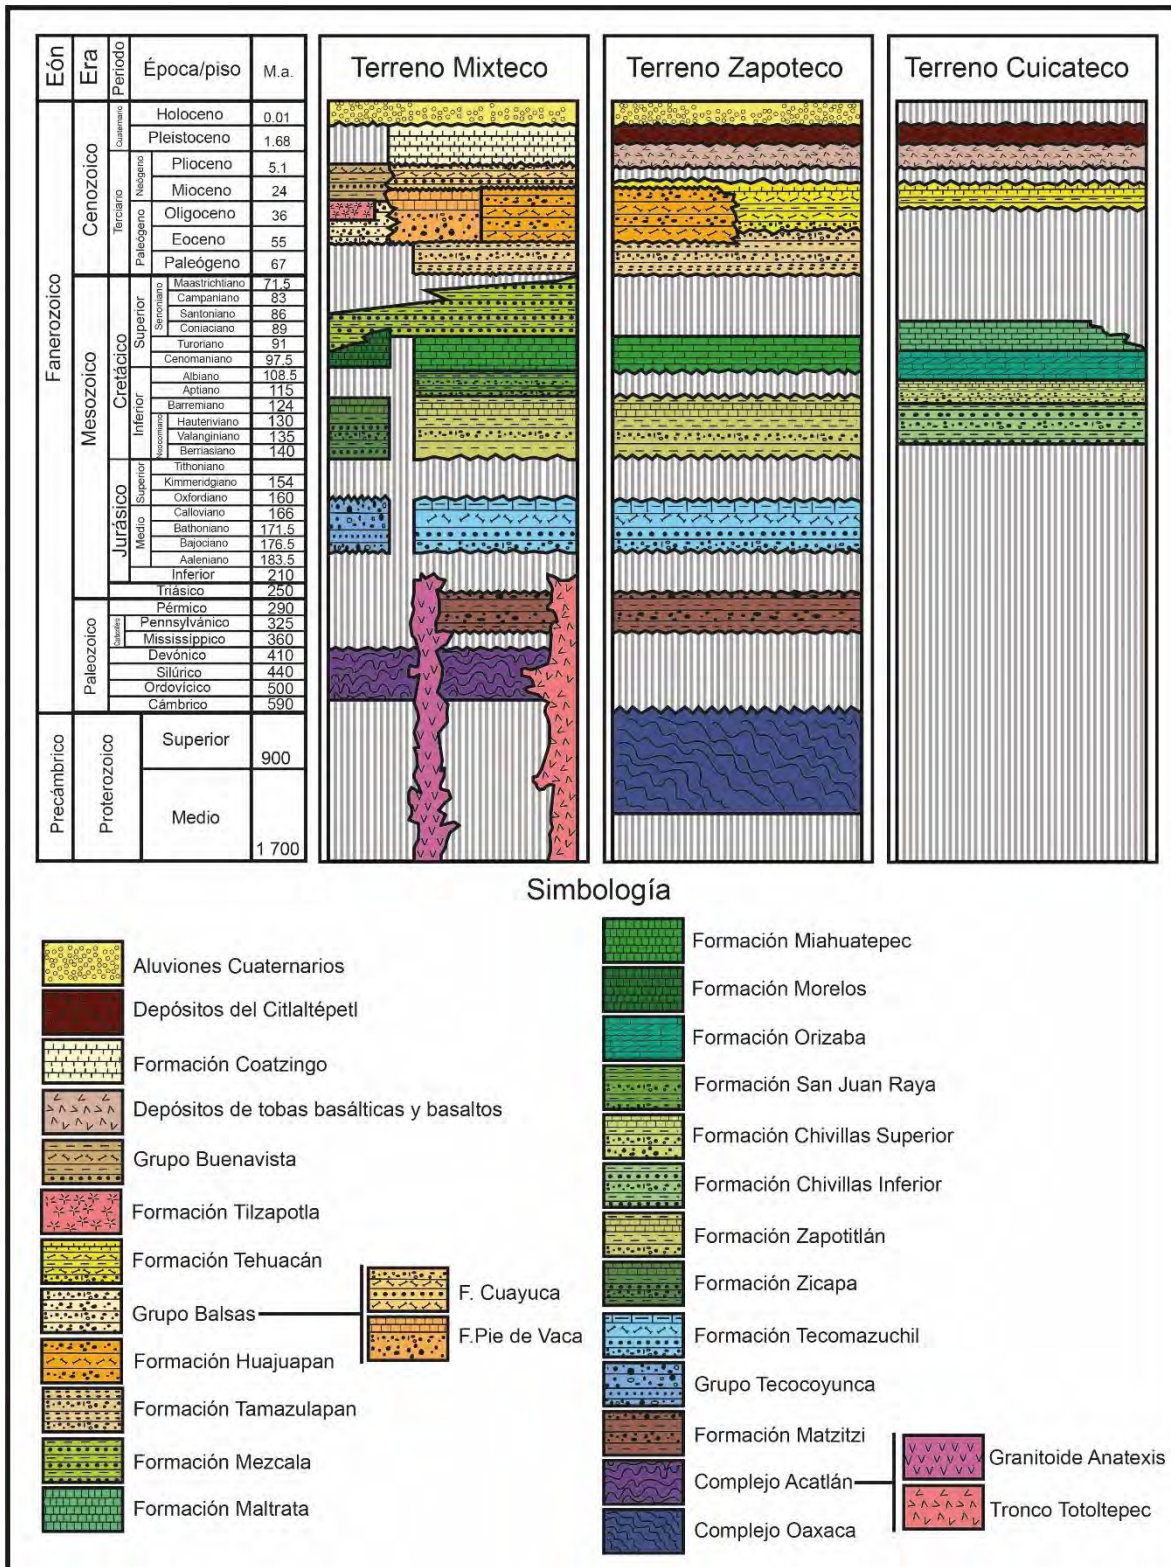 Eón
Era
Periodo
Época/piso
M.a.
Terreno Mixteco
Terreno Zapoteco
Terreno Cuicateco
Fanerozoico
Cenozoico
Cuaternario
Holoceno 0.01
Pleistoceno 1.68
Terciano
Neógeno
Plioceno 5.1
Mioceno 24
Paleógeno
Oligoceno 36
Eoceno 55
Paleógeno 67
Mesozoico
Cretácico
Superior
Senoniano
Maastrichtiano 71.5
Campaniano 83
Santoniano 86
Coniaciano 89
Turoriano 91
Cenomaniano 97.5
Inferior
Albiano 108.5
Aptiano 115
Barremiano 124
Neocomiano
Hauteriviano 130
Valanginiano 135
Berriasiano 140
Jurásico
Superior
Tithoniano
Kimmeridgiano 154
Oxfordiano 160
Medio
Calloviano 166
Bathoniano 171.5
Bajociano 176.5
Aaleniano 183.5
Inferior 210
Triásico 250
Paleozoico
Pérmico 290
Pennsylvánico 325
Mississippico 360
Devónico 410
Silúrico 440
Ordovícico 500
Cámbrico 590
Precámbrico
Proterozoico
Superior 900
Medio 1 700
Simbología
Aluviones Cuaternarios
Depósitos del Citlaltépetl
Formación Coatzingo
Depósitos de tobas basálticas y basaltos
Grupo Buenavista
Formación Tilzapotla
Formación Tehuacán
Grupo Balsas
F. Cuayuca
F.Pie de Vaca
Formación Huajuapan
Formación Tamazulapan
Formación Mezcala
Formación Maltrata
Formación Miahuatepec
Formación Morelos
Formación Orizaba
Formación San Juan Raya
Formación Chivillas Superior
Formación Chivillas Inferior
Formación Zapotitlán
Formación Zicapa
Formación Tecomazuchil
Grupo Tecocoyunca
Formación Matzitzi
Complejo Acatlán
Granitoide Anatexis
Tronco Totoltepec
Complejo Oaxaca